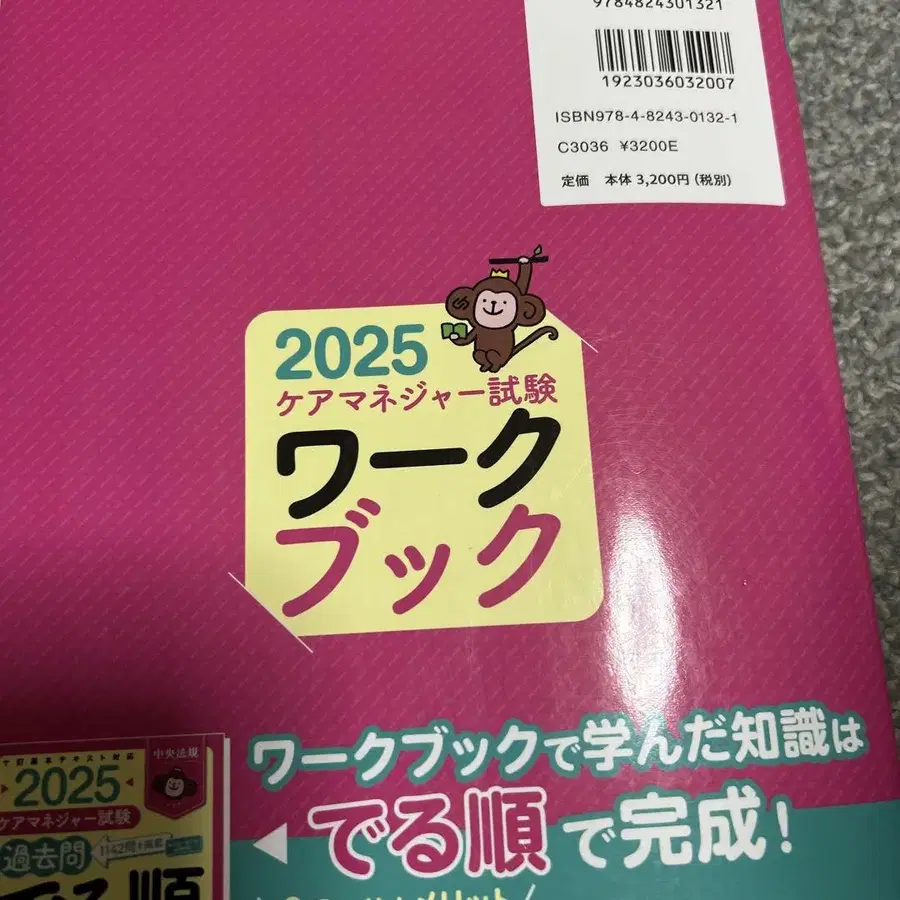 9784824301321
1923036032007
ISBN978-4-8243-0132-1
C3036 ¥3200E
定価 本体 3,200円(税別)
2025
ケアマネジャー試験
ワーク
ブック
ワークブックで学んだ知識は
でる順で完成!
中央法規
2025
ケアマネジャー試験
過去問
でる順